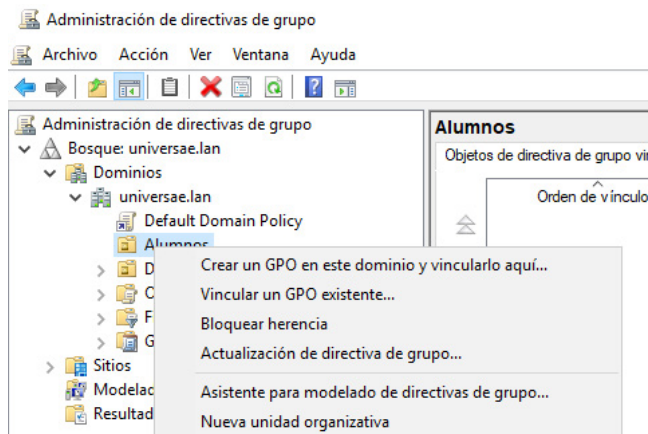 Administración de directivas de grupo
Archivo Acción Ver Ventana Ayuda
Administración de directivas de grupo
Bosque: universae.lan
Dominios
universae.lan
Default Domain Policy
Alumnos
D
C
F
G
Sitios
Modelac
Resultad
Alumnos
Objetos de directiva de grupo vi
Orden de vínculo
Crear un GPO en este dominio y vincularlo aquí...
Vincular un GPO existente...
Bloquear herencia
Actualización de directiva de grupo...
Asistente para modelado de directivas de grupo...
Nueva unidad organizativa